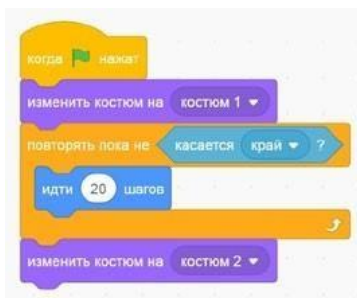 когда нажат
изменить костюм на костюм 1
повторять пока не касается край ?
идти 20 шагов
изменить костюм на костюм 2